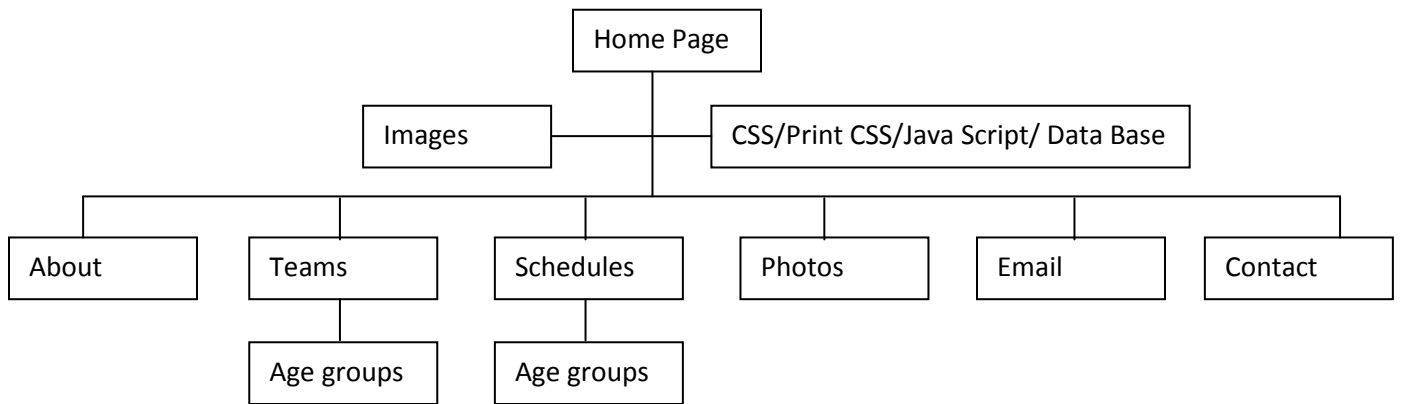 Home Page
Images
CSS/Print CSS/Java Script/ Data Base
About
Teams
Schedules
Photos
Email
Contact
Age groups
Age groups